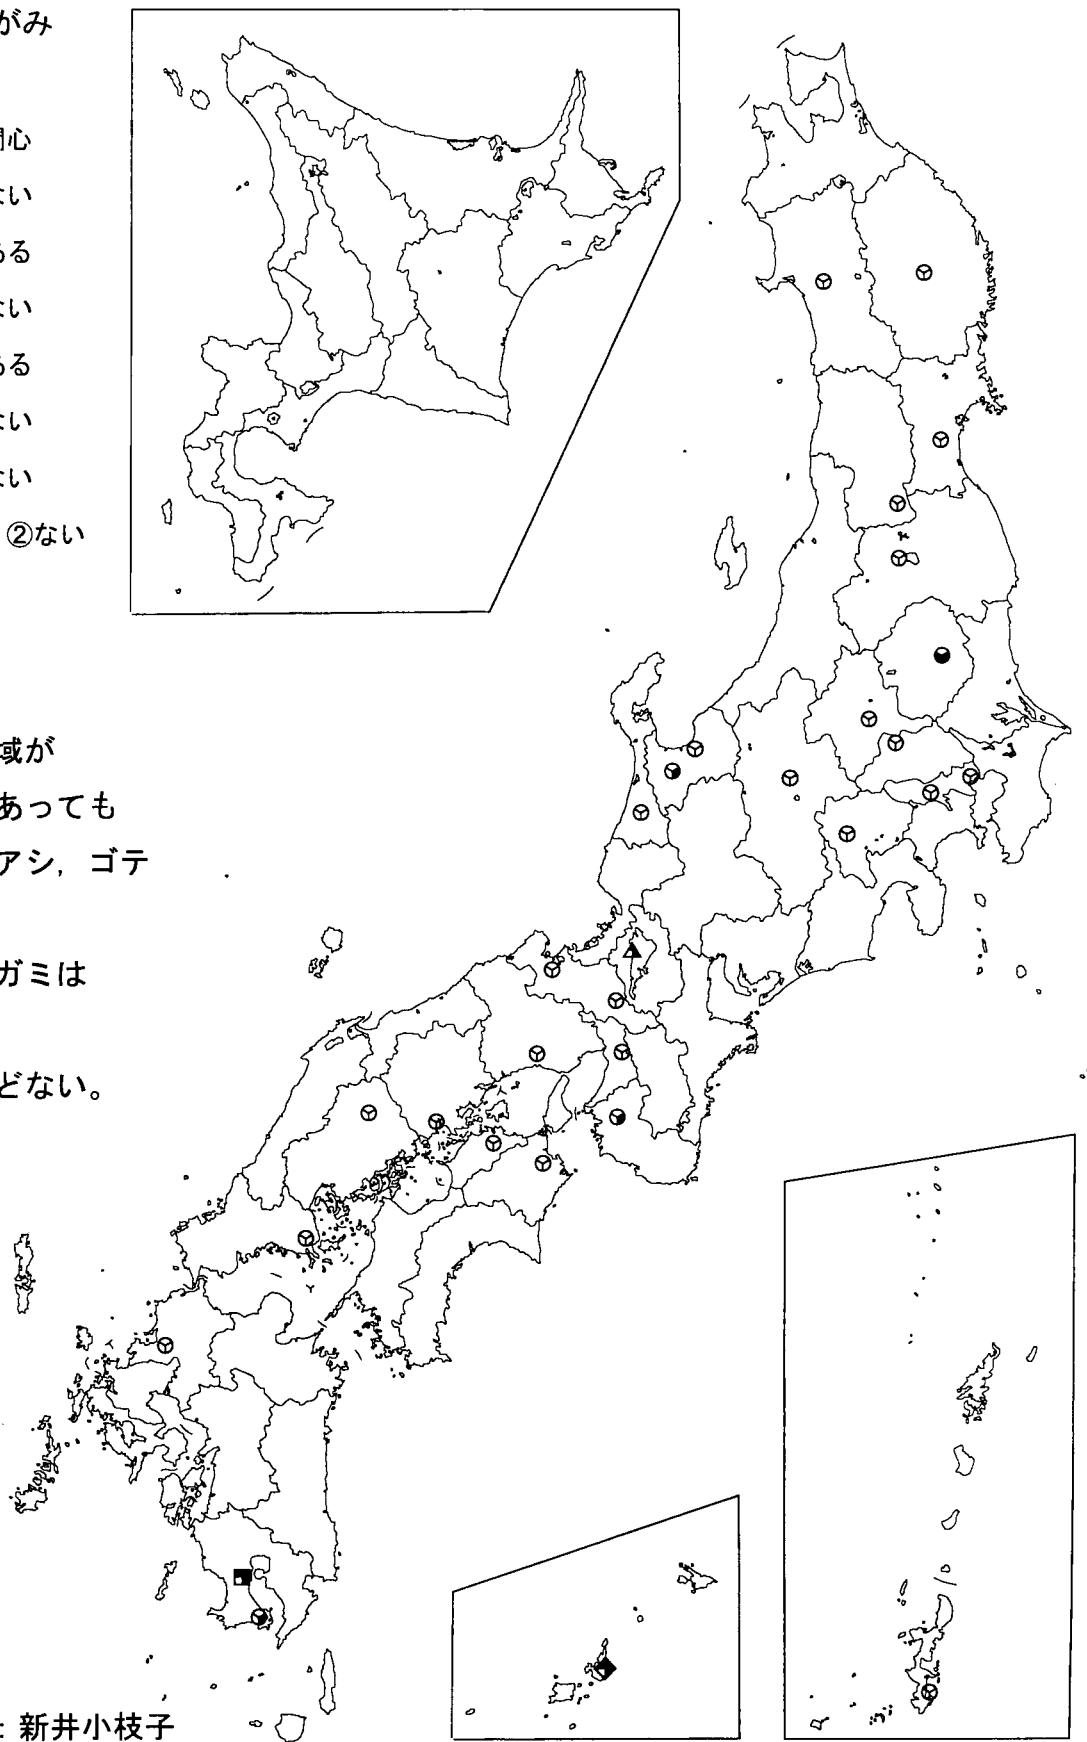 がみ
心
ない
ある
ない
ある
ない
ない
②ない
域が
あっても
アシ，ゴテ
ガミは
どない。
：新井小枝子